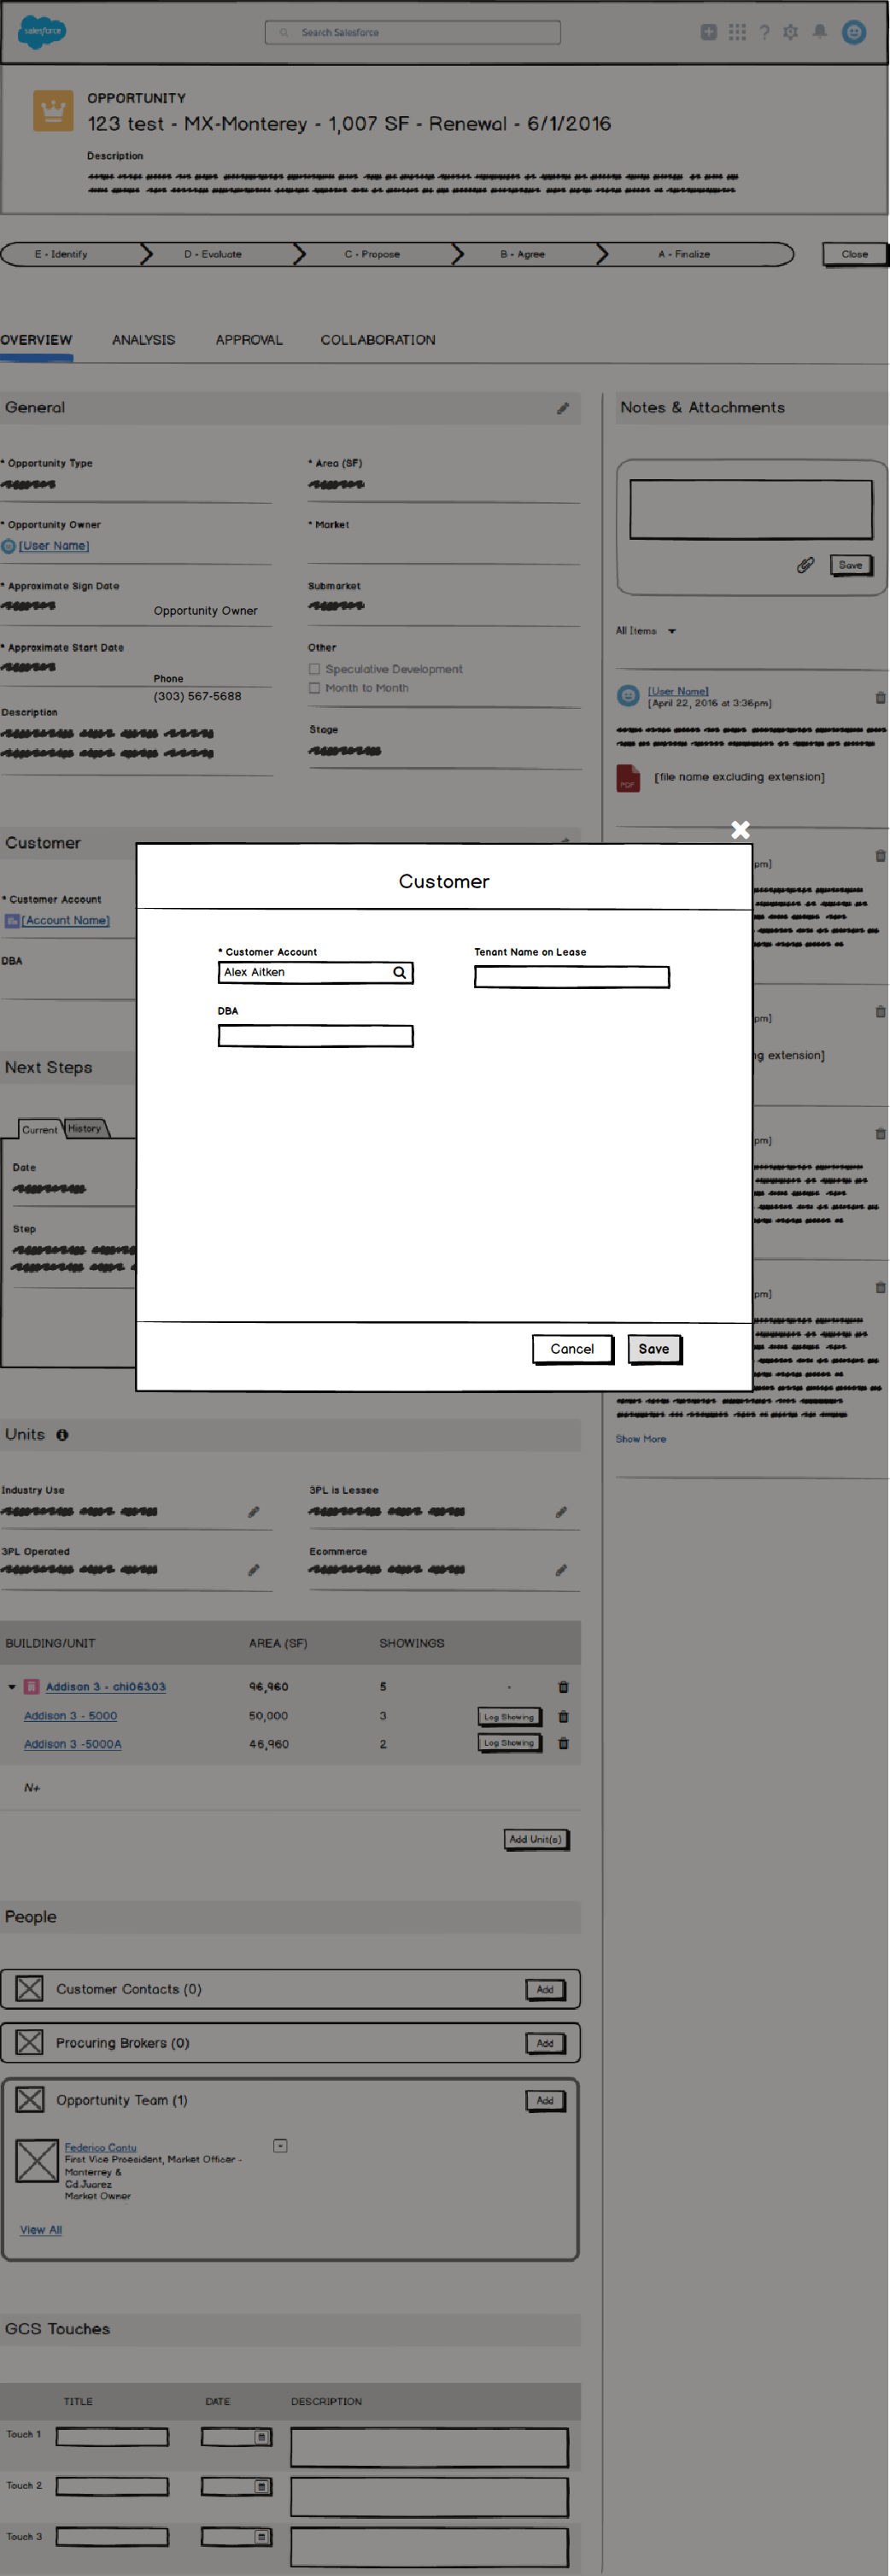 salesforce
Search Salesforce
?
OPPORTUNITY
123 test - MX-Monterey - 1,007 SF - Renewal - 6/1/2016
Description
E - Identify
D - Evaluate
C - Propose
B - Agree
A - Finalize
Close
OVERVIEW
ANALYSIS
APPROVAL
COLLABORATION
General
* Opportunity Type
* Area (SF)
* Opportunity Owner
[User Name]
* Market
* Approximate Sign Date
Opportunity Owner
Submarket
* Approximate Start Date
Phone
(303) 567-5688
Other
Speculative Development
Month to Month
Description
Stage
Notes & Attachments
Save
All Items
[User Name]
[April 22, 2016 at 3:36pm]
PDF
[file name excluding extension]
Customer
* Customer Account
[Account Name]
DBA
Customer
* Customer Account
Alex Aitken
Tenant Name on Lease
DBA
Cancel
Save
pm]
pm]
g extension]
pm]
pm]
Show More
Next Steps
Current
History
Date
Step
Units
Industry Use
3PL is Lessee
3PL Operated
Ecommerce
BUILDING/UNIT
AREA (SF)
SHOWINGS
Addison 3 - chi06303
96,960
5
-
Addison 3 - 5000
50,000
3
Log Showing
Addison 3 -5000A
46,960
2
Log Showing
N+
Add Unit(s)
People
Customer Contacts (0)
Add
Procuring Brokers (0)
Add
Opportunity Team (1)
Add
Federico Cantu
First Vice Preesident, Market Officer -
Monterrey &
Cd.Juarez
Market Owner
View All
GCS Touches
TITLE
DATE
DESCRIPTION
Touch 1
Touch 2
Touch 3